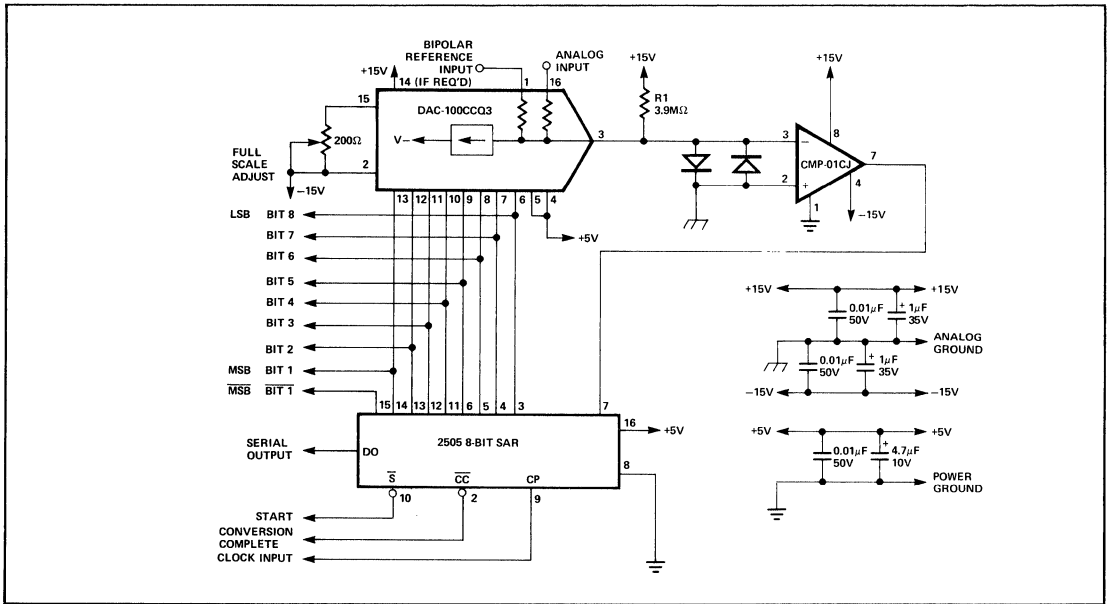 BIPOLAR
REFERENCE
INPUT
ANALOG
INPUT
+15V
14 (IF REQ'D)
1
16
15
DAC-100CCQ3
V–
200Ω
3
FULL
SCALE
ADJUST
2
–15V
13 12 11 10 9 8 7 6 5 4
+15V
R1
3.9MΩ
+15V
8
3
–
CMP-01CJ
7
2
+
4
1
–15V
+5V
LSB BIT 8
BIT 7
BIT 6
BIT 5
BIT 4
BIT 3
BIT 2
MSB BIT 1
M̅S̅B̅ B̅I̅T̅ 1̅
15 14 13 12 11 6 5 4 3
7
2505 8-BIT SAR
16
+5V
8
SERIAL
OUTPUT
DO
S̅
C̅C̅
CP
10
2
9
START
CONVERSION
COMPLETE
CLOCK INPUT
+15V
+15V
0.01μF
50V
+
1μF
35V
ANALOG
GROUND
0.01μF
50V
+
1μF
35V
–15V
–15V
+5V
+5V
0.01μF
50V
+
4.7μF
10V
POWER
GROUND